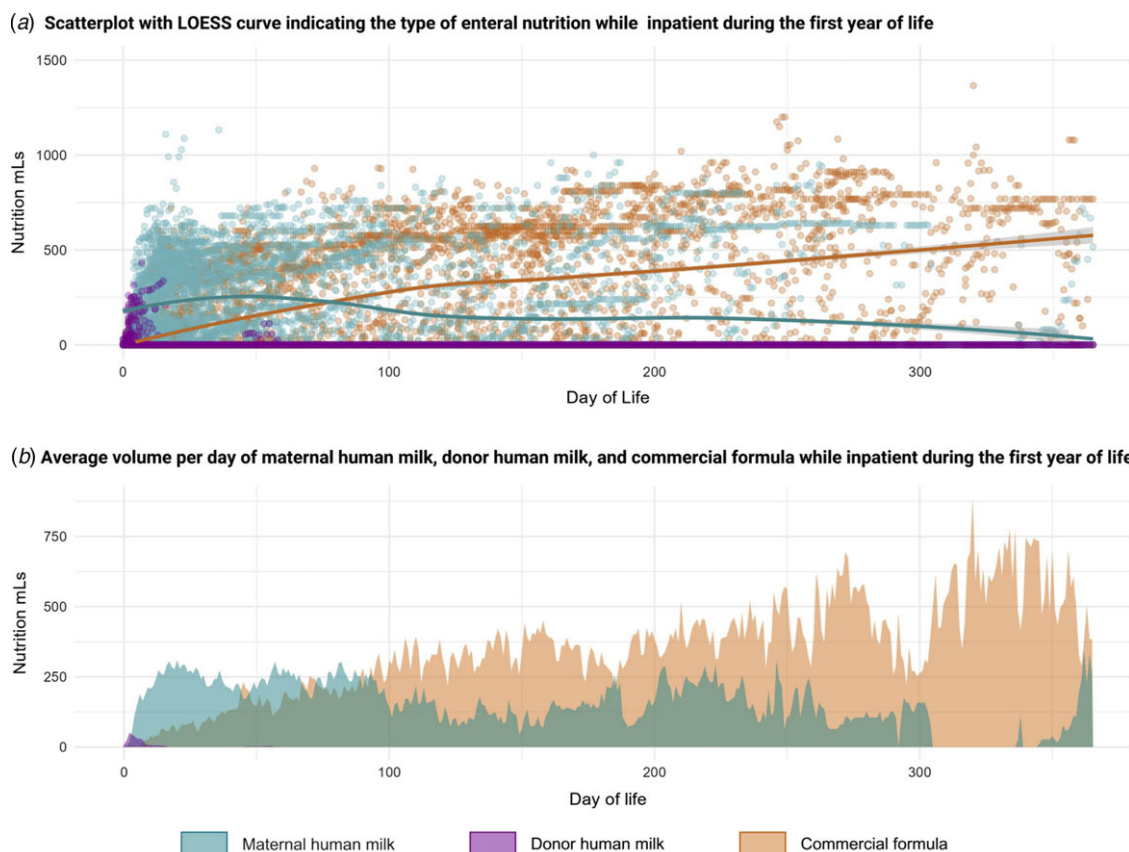 (a) Scatterplot with LOESS curve indicating the type of enteral nutrition while inpatient during the first year of life
1500
1000
500
0
Nutrition mLs
0 100 200 300
Day of Life
(b) Average volume per day of maternal human milk, donor human milk, and commercial formula while inpatient during the first year of life
750
500
250
0
Nutrition mLs
0 100 200 300
Day of life
Maternal human milk Donor human milk Commercial formula